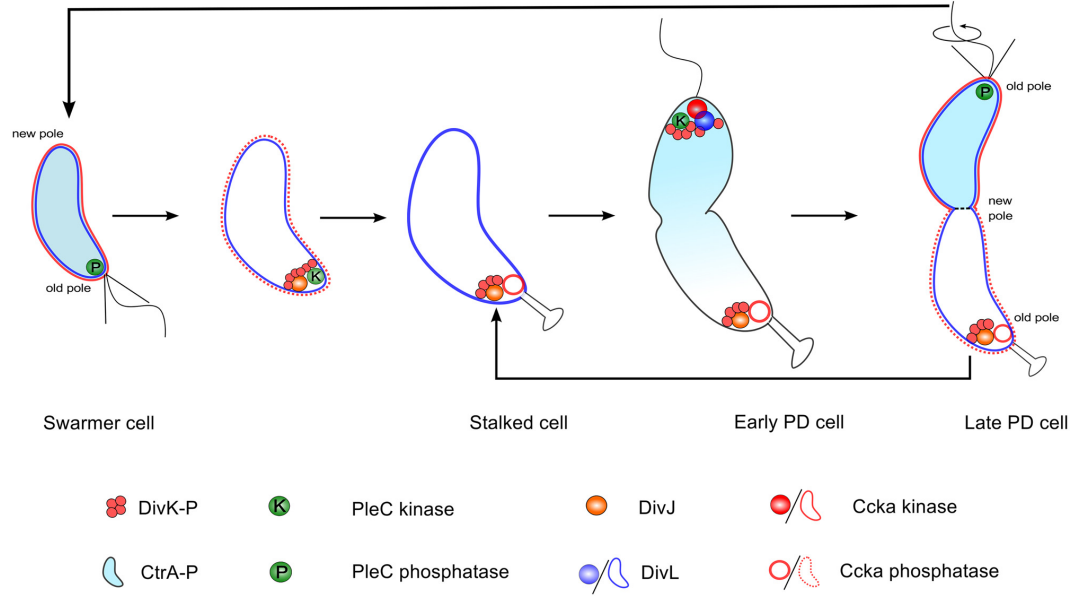 old pole
P
new pole
K
new
pole
P
K
old pole
old pole
Swarmer cell
Stalked cell
Early PD cell
Late PD cell
DivK-P
K
PleC kinase
DivJ
Ccka kinase
CtrA-P
P
PleC phosphatase
DivL
Ccka phosphatase